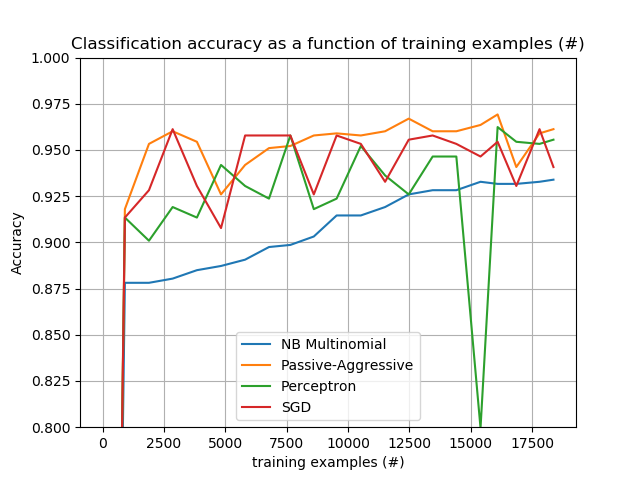 Classification accuracy as a function of training examples (#)
1.000
0.975
0.950
0.925
0.900
0.875
0.850
0.825
0.800
Accuracy
NB Multinomial
Passive-Aggressive
Perceptron
SGD
0 2500 5000 7500 10000 12500 15000 17500
training examples (#)